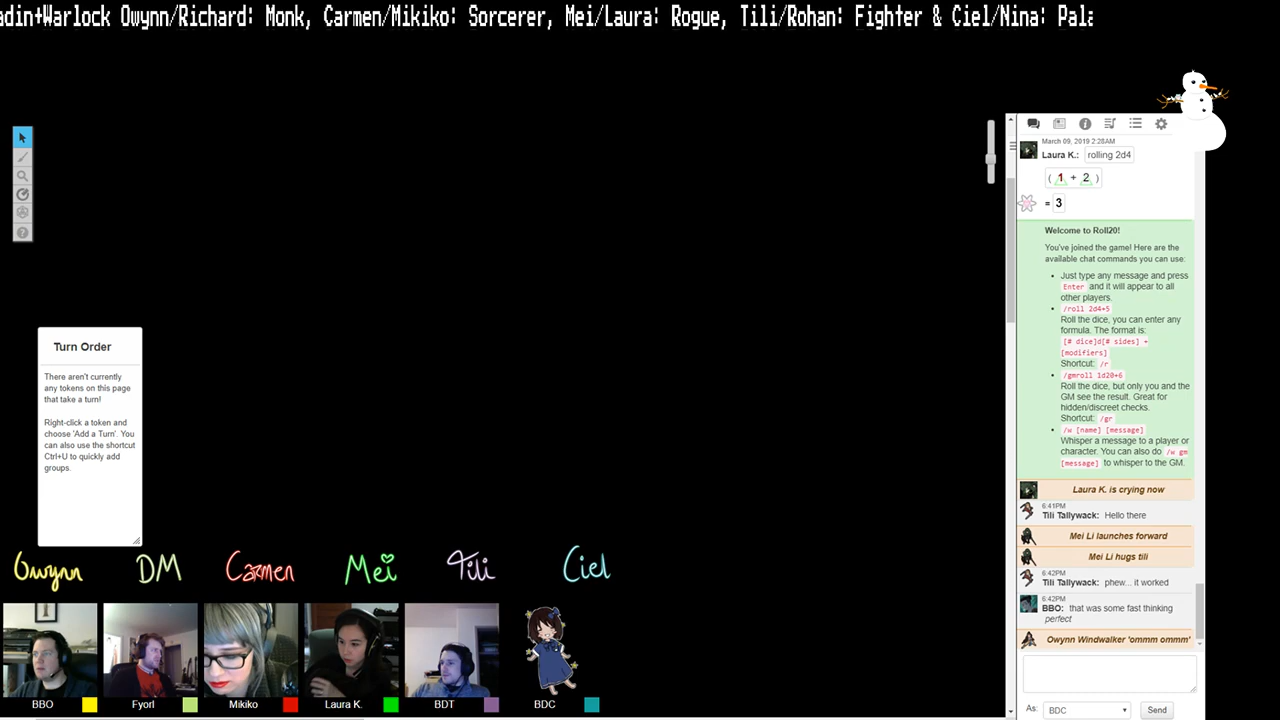 adin+Warlock Owynn/Richard: Monk, Carmen/Mikiko: Sorcerer, Mei/Laura: Rogue, Tili/Rohan: Fighter & Ciel/Nina: Pala
March 09, 2019 2:28AM
Laura K.: rolling 2d4
( 1 + 2 )
= 3
Welcome to Roll20!
You've joined the game! Here are the
available chat commands you can use:
• Just type any message and press
Enter and it will appear to all
other players.
• /roll 2d4+5
Roll the dice, you can enter any
formula. The format is:
[# dice]d[# sides] +
[modifiers]
Shortcut: /r
• /gmroll 1d20+6
Roll the dice, but only you and the
GM see the result. Great for
hidden/discreet checks.
Shortcut: /gr
• /w [name] [message]
Whisper a message to a player or
character. You can also do /w gm
[message] to whisper to the GM.
Laura K. is crying now
6:41PM
Tili Tallywack: Hello there
Mei Li launches forward
Mei Li hugs tili
6:42PM
Tili Tallywack: phew... it worked
6:42PM
BBO: that was some fast thinking
perfect
Owynn Windwalker 'ommm ommm'
As: BDC Send
Turn Order
There aren't currently
any tokens on this page
that take a turn!
Right-click a token and
choose 'Add a Turn'. You
can also use the shortcut
Ctrl+U to quickly add
groups.
Owynn DM Carmen Mei Tili Ciel
BBO Fyorl Mikiko Laura K. BDT BDC